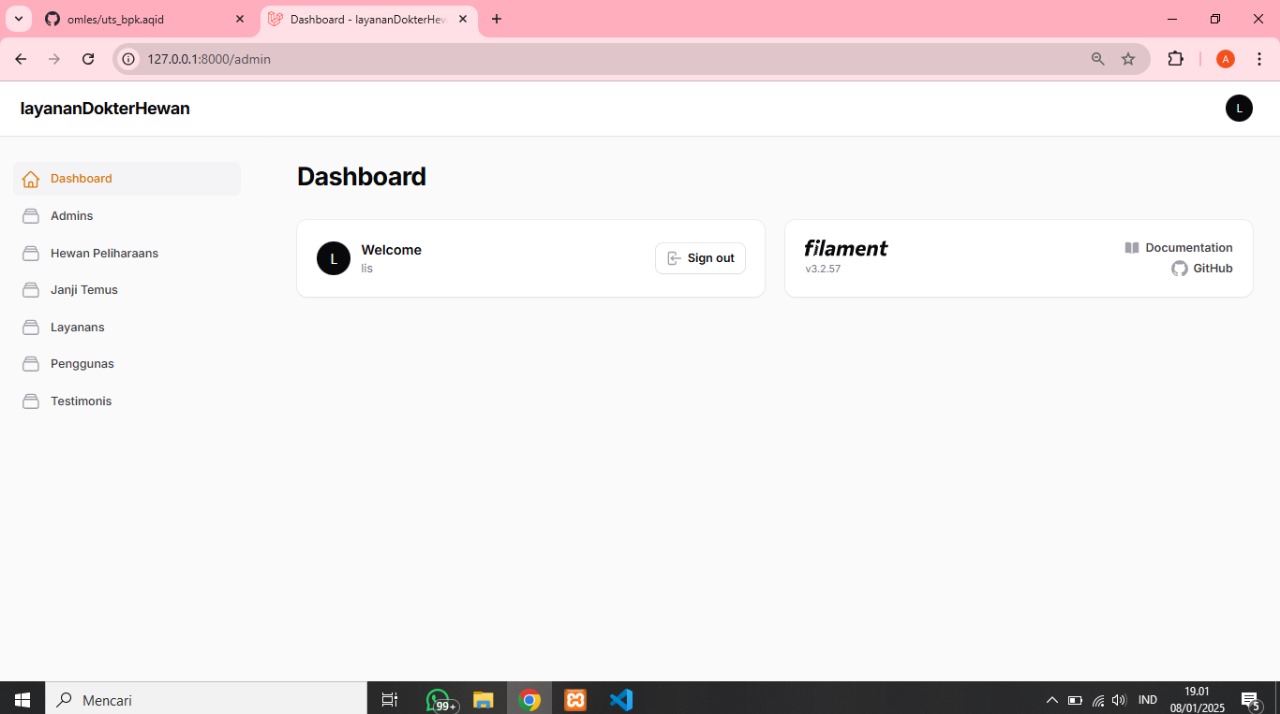 omles/uts_bpk.aqid
Dashboard - layananDokterHew
127.0.0.1:8000/admin
A
layananDokterHewan
L
Dashboard
Admins
Hewan Peliharaans
Janji Temus
Layanans
Penggunas
Testimonis
Dashboard
L
Welcome
lis
Sign out
filament
v3.2.57
Documentation
GitHub
Mencari
99+
IND
19.01
08/01/2025
5